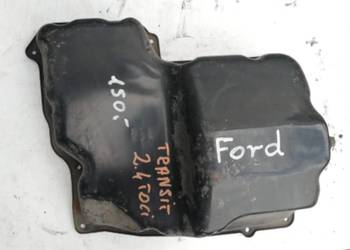 150,-
TRANSIT
2.4 TDCi
Ford